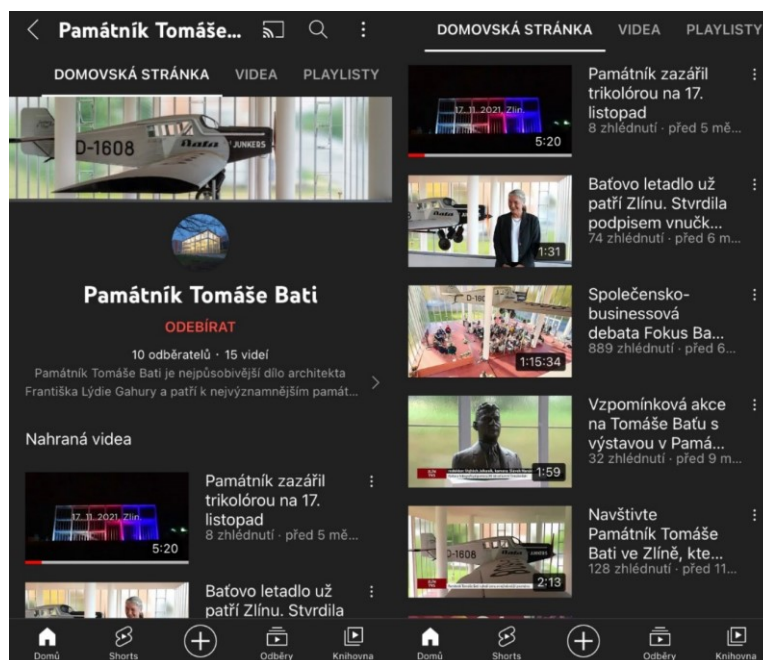 Památník Tomáše...
DOMOVSKÁ STRÁNKA VIDEA PLAYLISTY
D-1608
Baťa
JUNKERS
Památník Tomáše Bati
ODEBÍRAT
10 odběratelů · 15 videí
Památník Tomáše Bati je nejpůsobivější dílo architekta
Františka Lýdie Gahury a patří k nejvýznamnějším památ...
Nahraná videa
17. 11. 2021, Zlín.
5:20
Památník zazářil
trikolórou na 17.
listopad
8 zhlédnutí · před 5 mě...
Baťovo letadlo už
patří Zlínu. Stvrdila
Domů
Shorts
Odběry
Knihovna
DOMOVSKÁ STRÁNKA VIDEA PLAYLISTY
17. 11. 2021, Zlín.
5:20
Památník zazářil
trikolórou na 17.
listopad
8 zhlédnutí · před 5 mě...
1:31
Baťovo letadlo už
patří Zlínu. Stvrdila
podpisem vnučk...
74 zhlédnutí · před 6 m...
1:15:34
Společensko-
businessová
debata Fokus Ba...
889 zhlédnutí · před 6...
1:59
Vzpomínková akce
na Tomáše Baťu s
výstavou v Pamá...
32 zhlédnutí · před 9 m...
D-1608
2:13
Navštivte
Památník Tomáše
Bati ve Zlíně, kte...
128 zhlédnutí · před 11...
Domů
Shorts
Odběry
Knihovna